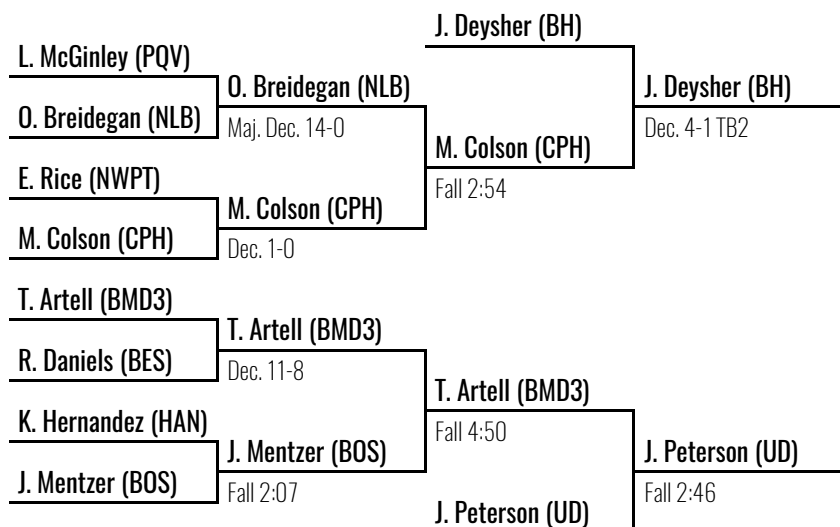 J. Deysher (BH)
L. McGinley (PQV)
O. Breidegan (NLB)
J. Deysher (BH)
O. Breidegan (NLB)
Maj. Dec. 14-0
Dec. 4-1 TB2
M. Colson (CPH)
E. Rice (NWPT)
Fall 2:54
M. Colson (CPH)
M. Colson (CPH)
Dec. 1-0
T. Artell (BMD3)
T. Artell (BMD3)
R. Daniels (BES)
Dec. 11-8
T. Artell (BMD3)
K. Hernandez (HAN)
Fall 4:50
J. Mentzer (BOS)
J. Peterson (UD)
J. Mentzer (BOS)
Fall 2:07
Fall 2:46
J. Peterson (UD)